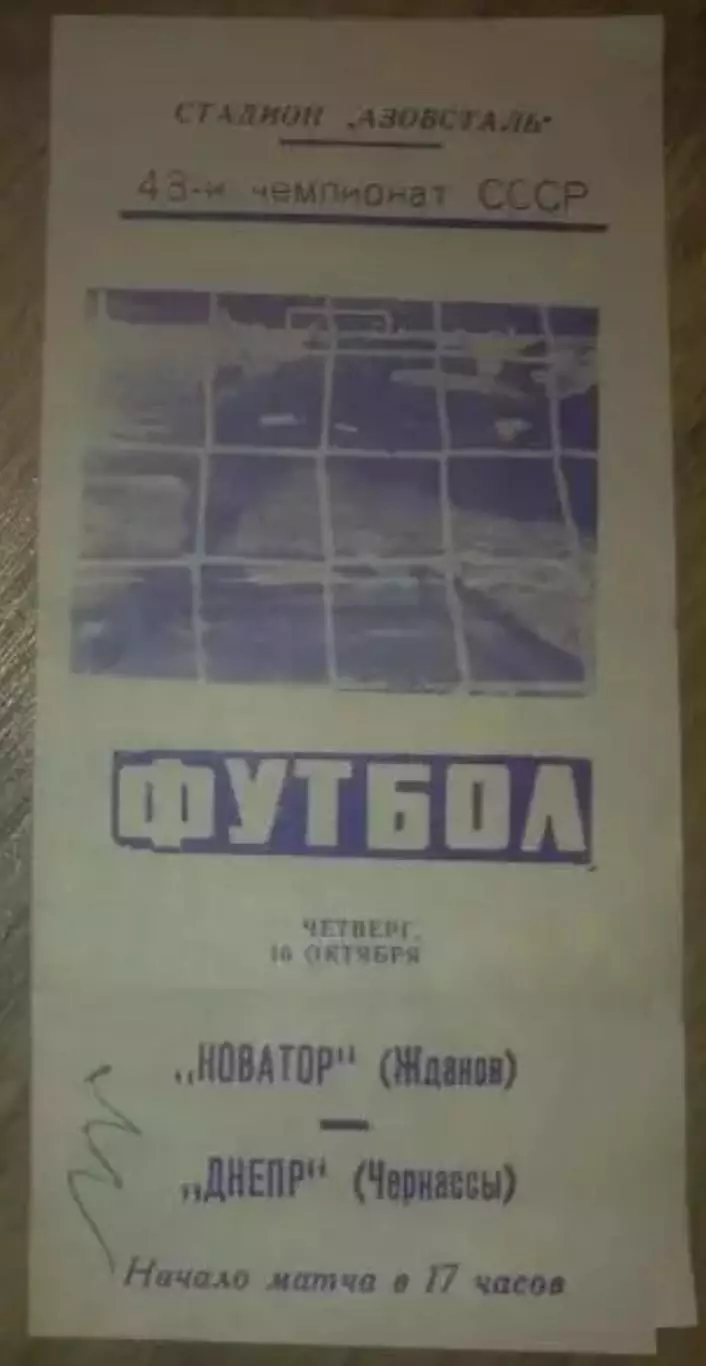 СТАДИОН „АЗОВСТАЛЬ"
43-й чемпионат СССР
ФУТБОЛ
ЧЕТВЕРГ,
16 ОКТЯБРЯ
„НОВАТОР" (Жданов)
—
„ДНЕПР" (Черкассы)
Начало матча в 17 часов